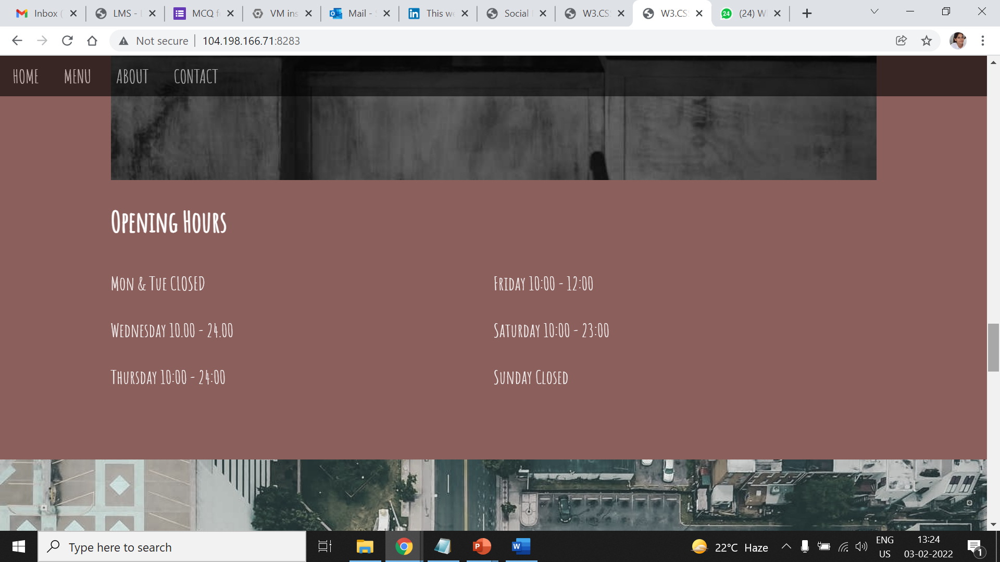 Inbox (
LMS - L
MCQ f
VM ins
Mail - S
This we
Social
W3.CS
W3.CS
24
(24) W
Not secure
104.198.166.71:8283
HOME
MENU
ABOUT
CONTACT
Opening Hours
Mon & Tue CLOSED
Friday 10:00 - 12:00
Wednesday 10.00 - 24.00
Saturday 10:00 - 23:00
Thursday 10:00 - 24:00
Sunday Closed
Type here to search
22°C Haze
ENG
US
13:24
03-02-2022
1